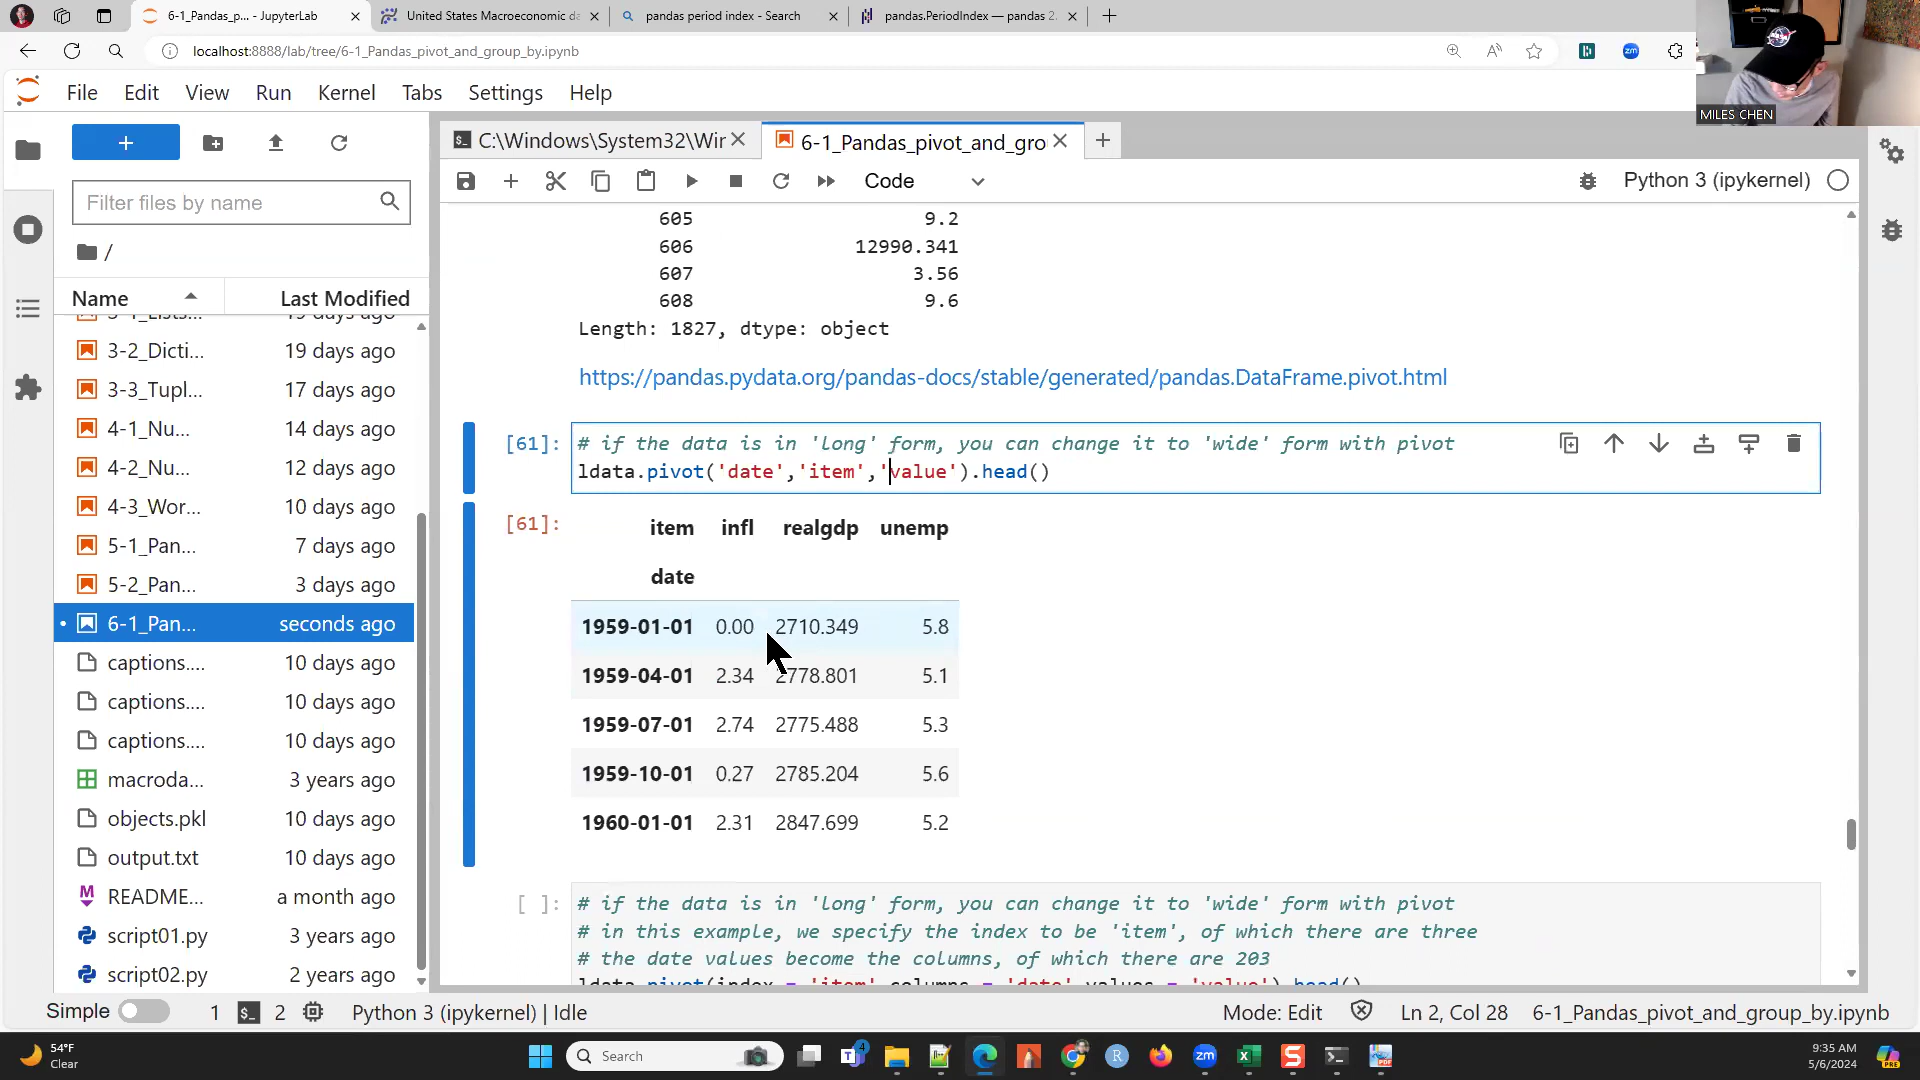 6-1_Pandas_p... - JupyterLab
United States Macroeconomic da
pandas period index - Search
pandas.PeriodIndex — pandas 2.
localhost:8888/lab/tree/6-1_Pandas_pivot_and_group_by.ipynb
MILES CHEN
File Edit View Run Kernel Tabs Settings Help
C:\Windows\System32\Wir
6-1_Pandas_pivot_and_gro
Filter files by name
/
Name
Last Modified
Code
Python 3 (ipykernel)
3-2_Dicti... 19 days ago
3-3_Tupl... 17 days ago
4-1_Nu... 14 days ago
4-2_Nu... 12 days ago
4-3_Wor... 10 days ago
5-1_Pan... 7 days ago
5-2_Pan... 3 days ago
6-1_Pan... seconds ago
captions.... 10 days ago
captions.... 10 days ago
captions.... 10 days ago
macroda... 3 years ago
objects.pkl 10 days ago
output.txt 10 days ago
README... a month ago
script01.py 3 years ago
script02.py 2 years ago
605 9.2
606 12990.341
607 3.56
608 9.6
Length: 1827, dtype: object
https://pandas.pydata.org/pandas-docs/stable/generated/pandas.DataFrame.pivot.html
[61]: # if the data is in 'long' form, you can change it to 'wide' form with pivot
ldata.pivot('date','item','value').head()
[61]: item infl realgdp unemp
date
1959-01-01 0.00 2710.349 5.8
1959-04-01 2.34 2778.801 5.1
1959-07-01 2.74 2775.488 5.3
1959-10-01 0.27 2785.204 5.6
1960-01-01 2.31 2847.699 5.2
[ ]: # if the data is in 'long' form, you can change it to 'wide' form with pivot
# in this example, we specify the index to be 'item', of which there are three
# the date values become the columns, of which there are 203
ldata.pivot(index = 'item',columns = 'date',values = 'value').head()
Simple 1 2 Python 3 (ipykernel) | Idle
Mode: Edit Ln 2, Col 28 6-1_Pandas_pivot_and_group_by.ipynb
54°F
Clear
Search
4
zm
9:35 AM
5/6/2024